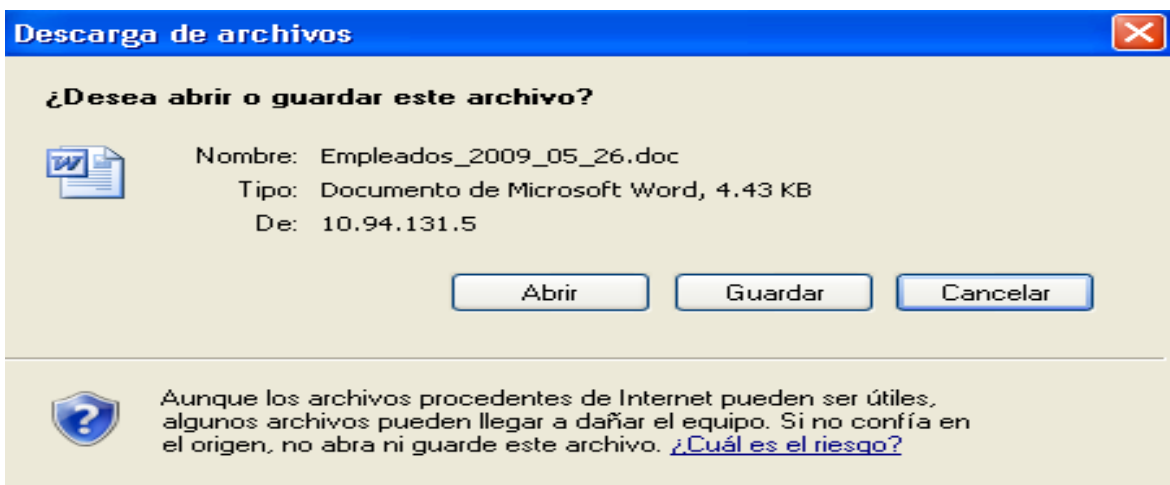 Descarga de archivos
¿Desea abrir o guardar este archivo?
Nombre: Empleados_2009_05_26.doc
Tipo: Documento de Microsoft Word, 4.43 KB
De: 10.94.131.5
Abrir Guardar Cancelar
Aunque los archivos procedentes de Internet pueden ser útiles,
algunos archivos pueden llegar a dañar el equipo. Si no confía en
el origen, no abra ni guarde este archivo. ¿Cuál es el riesgo?